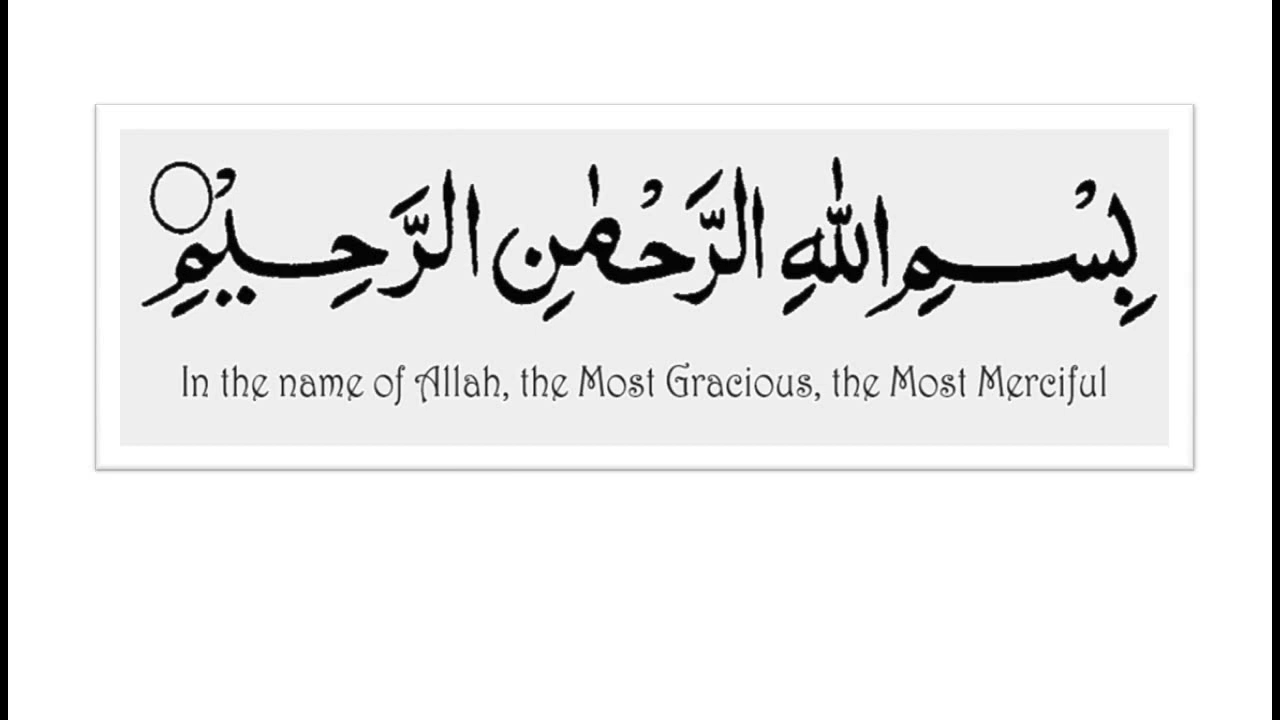 بِسْمِ اللّٰهِ الرَّحْمٰنِ الرَّحِيْمِ
In the name of Allah, the Most Gracious, the Most Merciful